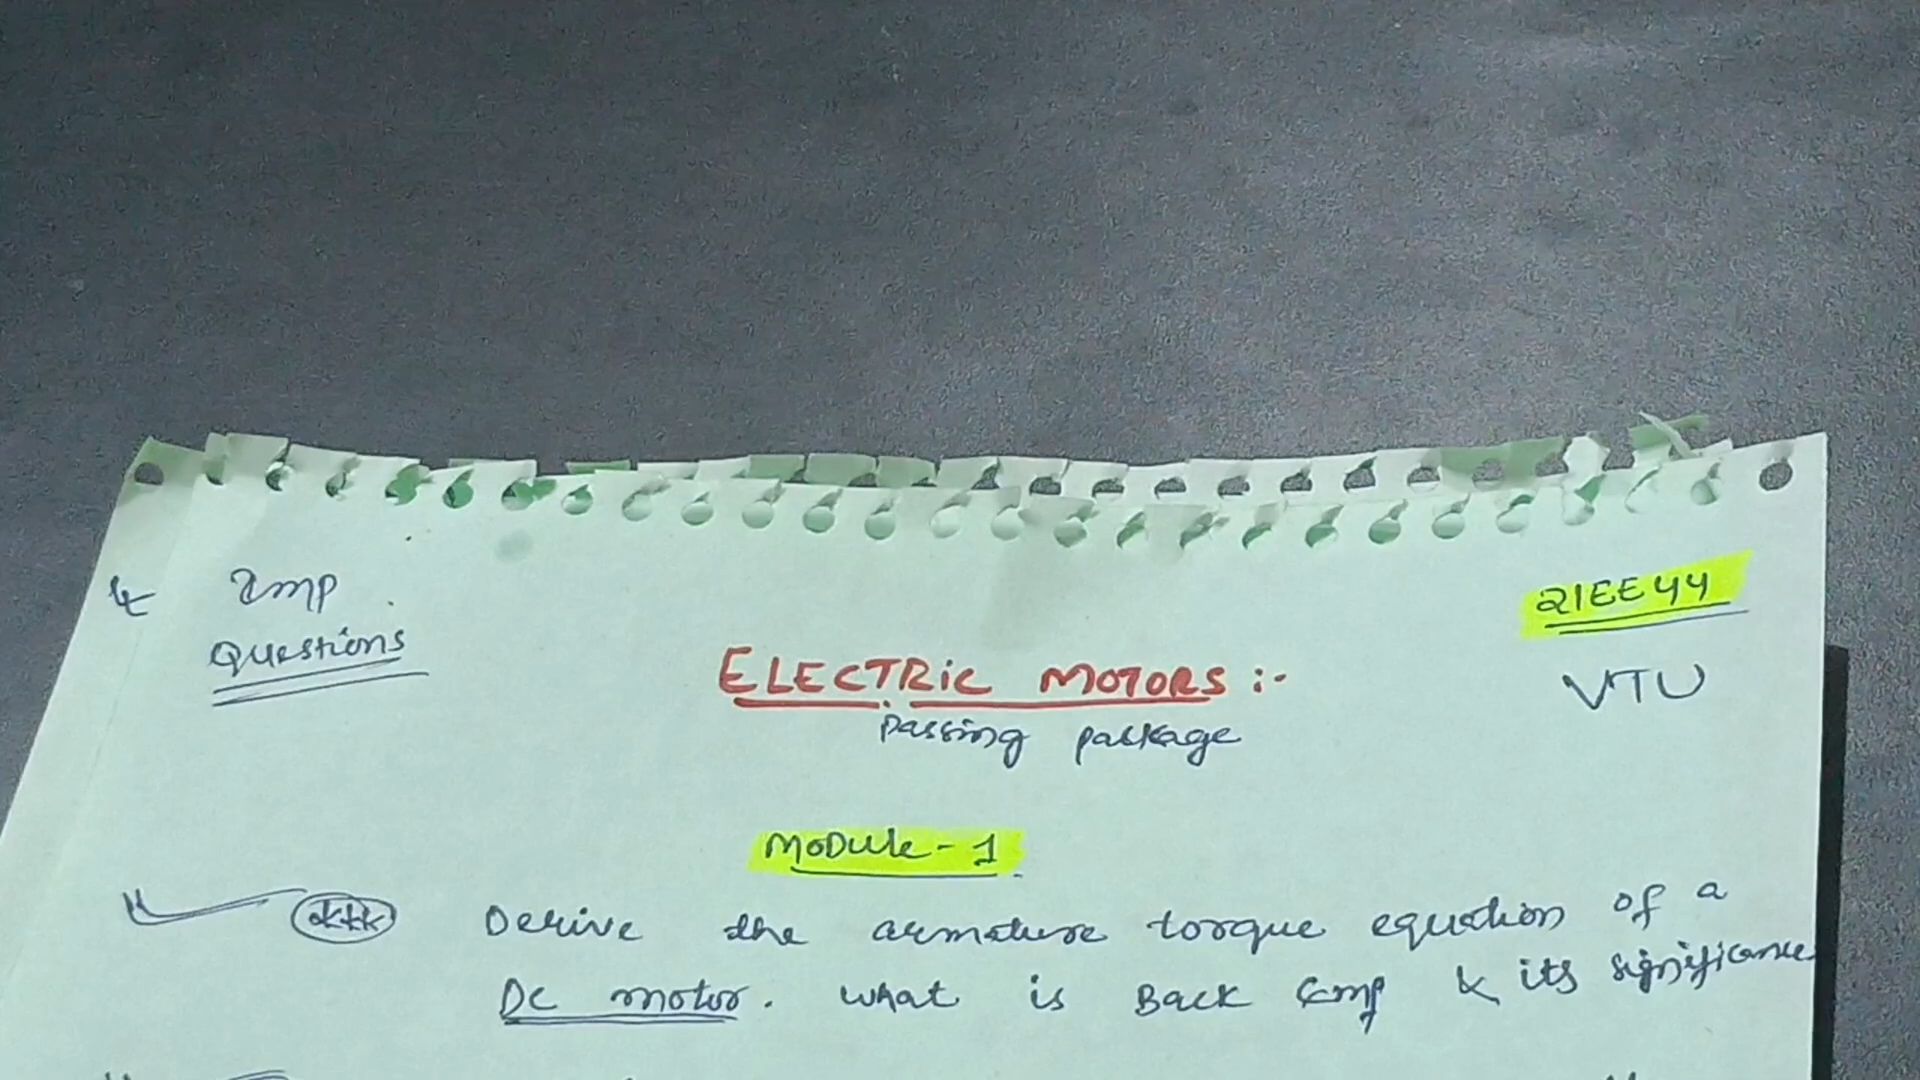 Imp
Questions
21EE44
VTU
ELECTRIC MOTORS :-
Passing package
Module - 1
Derive the armature torque equation of a
DC motor. What is Back Emf & its significance